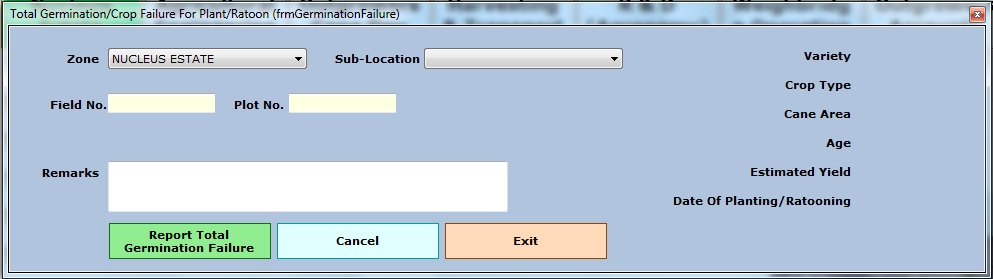 Total Germination/Crop Failure For Plant/Ratoon (frmGerminationFailure)
Zone NUCLEUS ESTATE Sub-Location Variety
Crop Type
Field No. Plot No. Cane Area
Age
Remarks Estimated Yield
Date Of Planting/Ratooning
Report Total
Germination Failure Cancel Exit